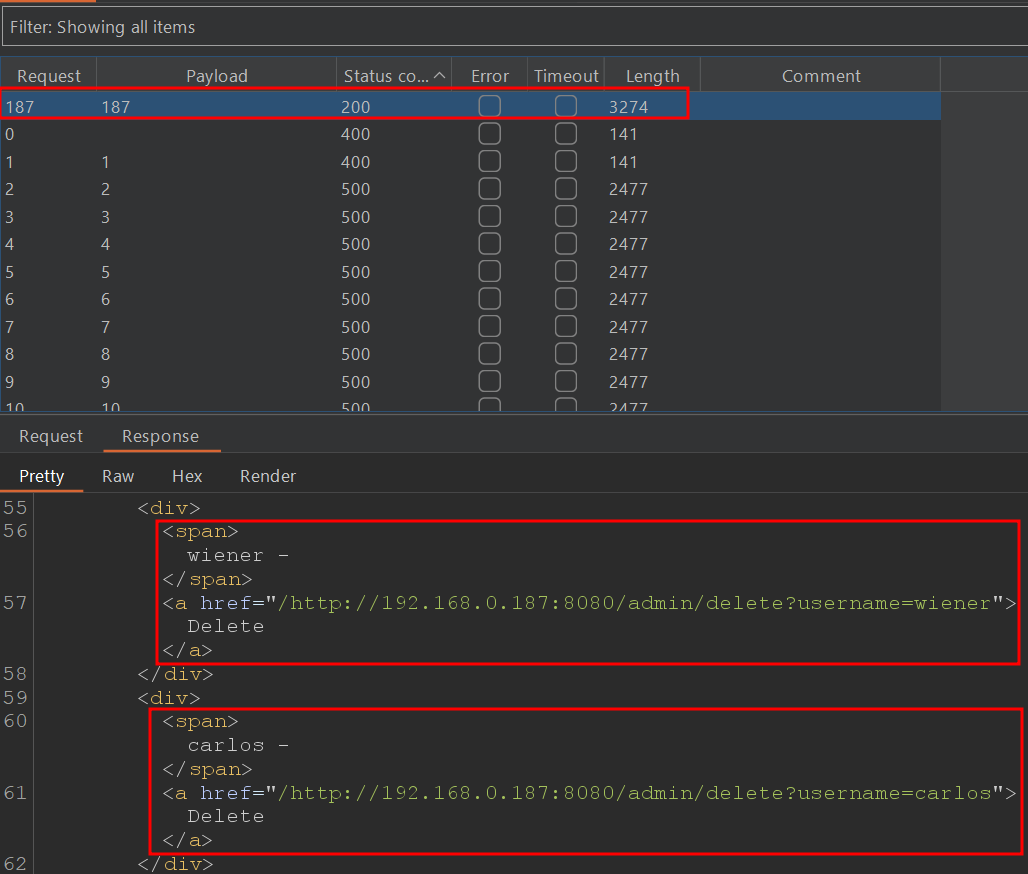 Filter: Showing all items
Request Payload Status co... Error Timeout Length Comment
187 187 200 3274
0 400 141
1 1 400 141
2 2 500 2477
3 3 500 2477
4 4 500 2477
5 5 500 2477
6 6 500 2477
7 7 500 2477
8 8 500 2477
9 9 500 2477
10 10 500 2477
Request Response
Pretty Raw Hex Render
55 <div>
56 <span>
wiener -
</span>
57 <a href="/http://192.168.0.187:8080/admin/delete?username=wiener">
Delete
</a>
58 </div>
59 <div>
60 <span>
carlos -
</span>
61 <a href="/http://192.168.0.187:8080/admin/delete?username=carlos">
Delete
</a>
62 </div>